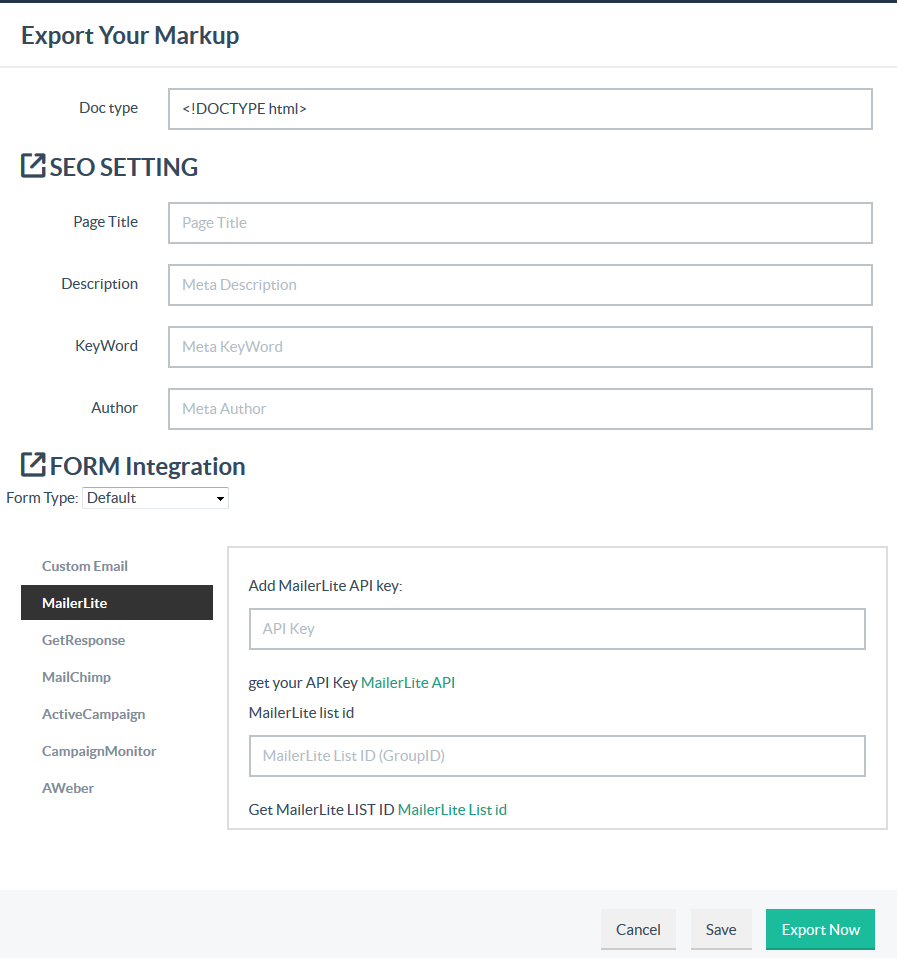 Export Your Markup
Doc type
<!DOCTYPE html>
SEO SETTING
Page Title
Page Title
Description
Meta Description
KeyWord
Meta KeyWord
Author
Meta Author
FORM Integration
Form Type: Default
Custom Email
MailerLite
GetResponse
MailChimp
ActiveCampaign
CampaignMonitor
AWeber
Add MailerLite API key:
API Key
get your API Key MailerLite API
MailerLite list id
MailerLite List ID (GroupID)
Get MailerLite LIST ID MailerLite List id
Cancel
Save
Export Now